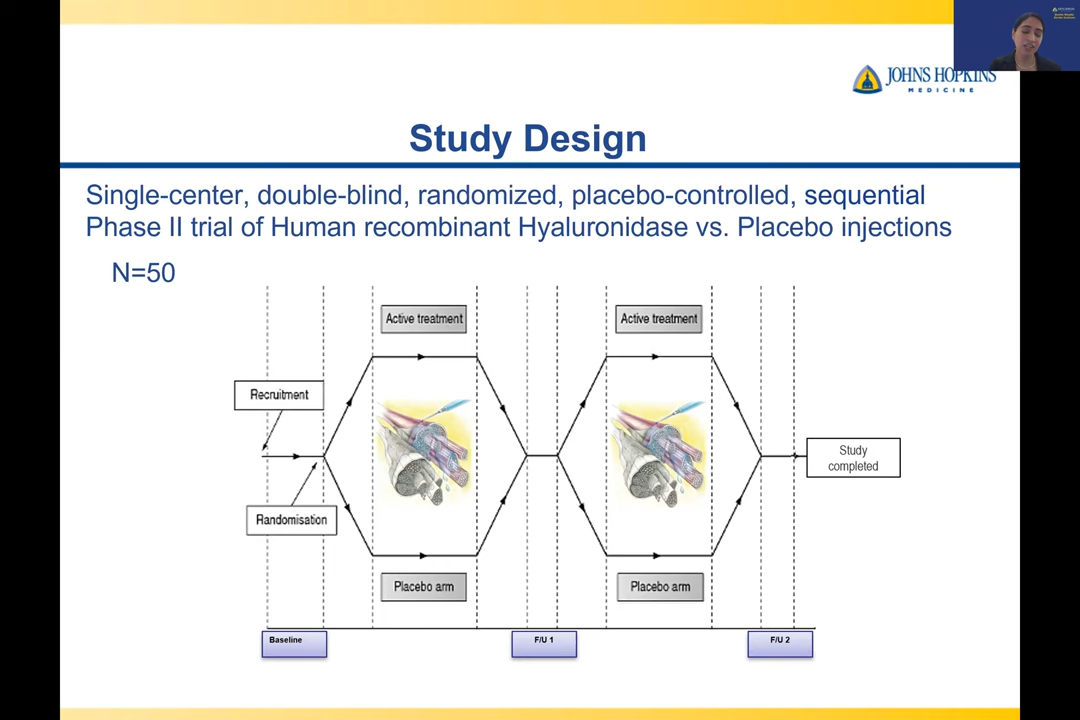 JOHNS HOPKINS
MEDICINE
Study Design
Single-center, double-blind, randomized, placebo-controlled, sequential
Phase II trial of Human recombinant Hyaluronidase vs. Placebo injections
N=50
Active treatment
Active treatment
Recruitment
Study
completed
Randomisation
Placebo arm
Placebo arm
Baseline
F/U 1
F/U 2